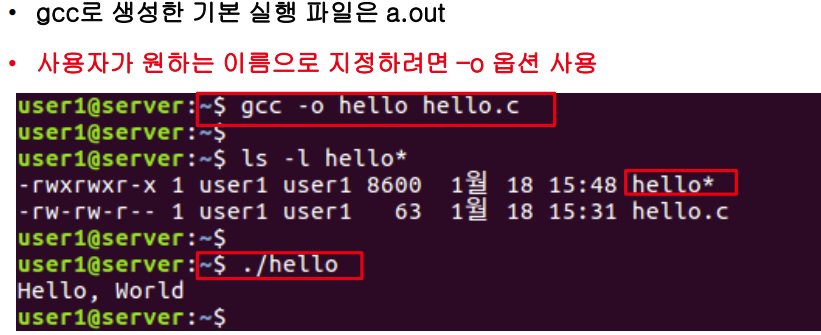 • gcc로 생성한 기본 실행 파일은 a.out
• 사용자가 원하는 이름으로 지정하려면 –o 옵션 사용
user1@server:~$ gcc -o hello hello.c
user1@server:~$
user1@server:~$ ls -l hello*
-rwxrwxr-x 1 user1 user1 8600  1월 18 15:48 hello*
-rw-rw-r-- 1 user1 user1   63  1월 18 15:31 hello.c
user1@server:~$
user1@server:~$ ./hello
Hello, World
user1@server:~$